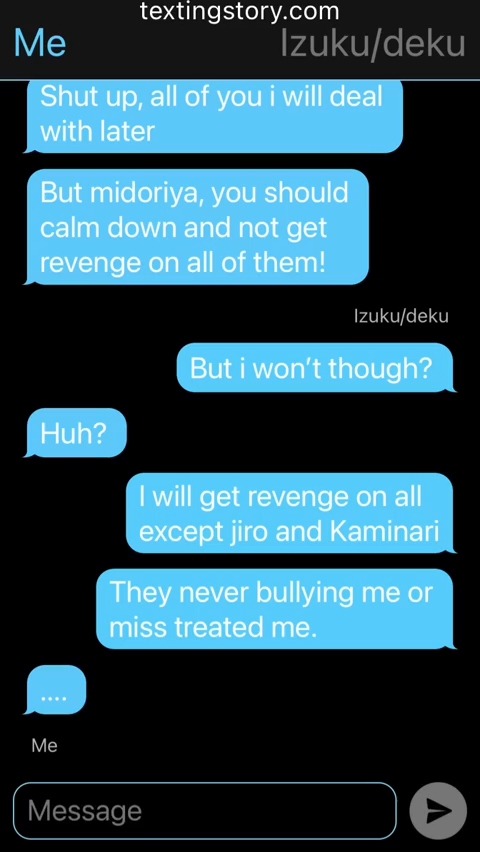 textingstory.com
Me
Izuku/deku
Shut up, all of you i will deal
with later
But midoriya, you should
calm down and not get
revenge on all of them!
Izuku/deku
But i won’t though?
Huh?
I will get revenge on all
except jiro and Kaminari
They never bullying me or
miss treated me.
....
Me
Message